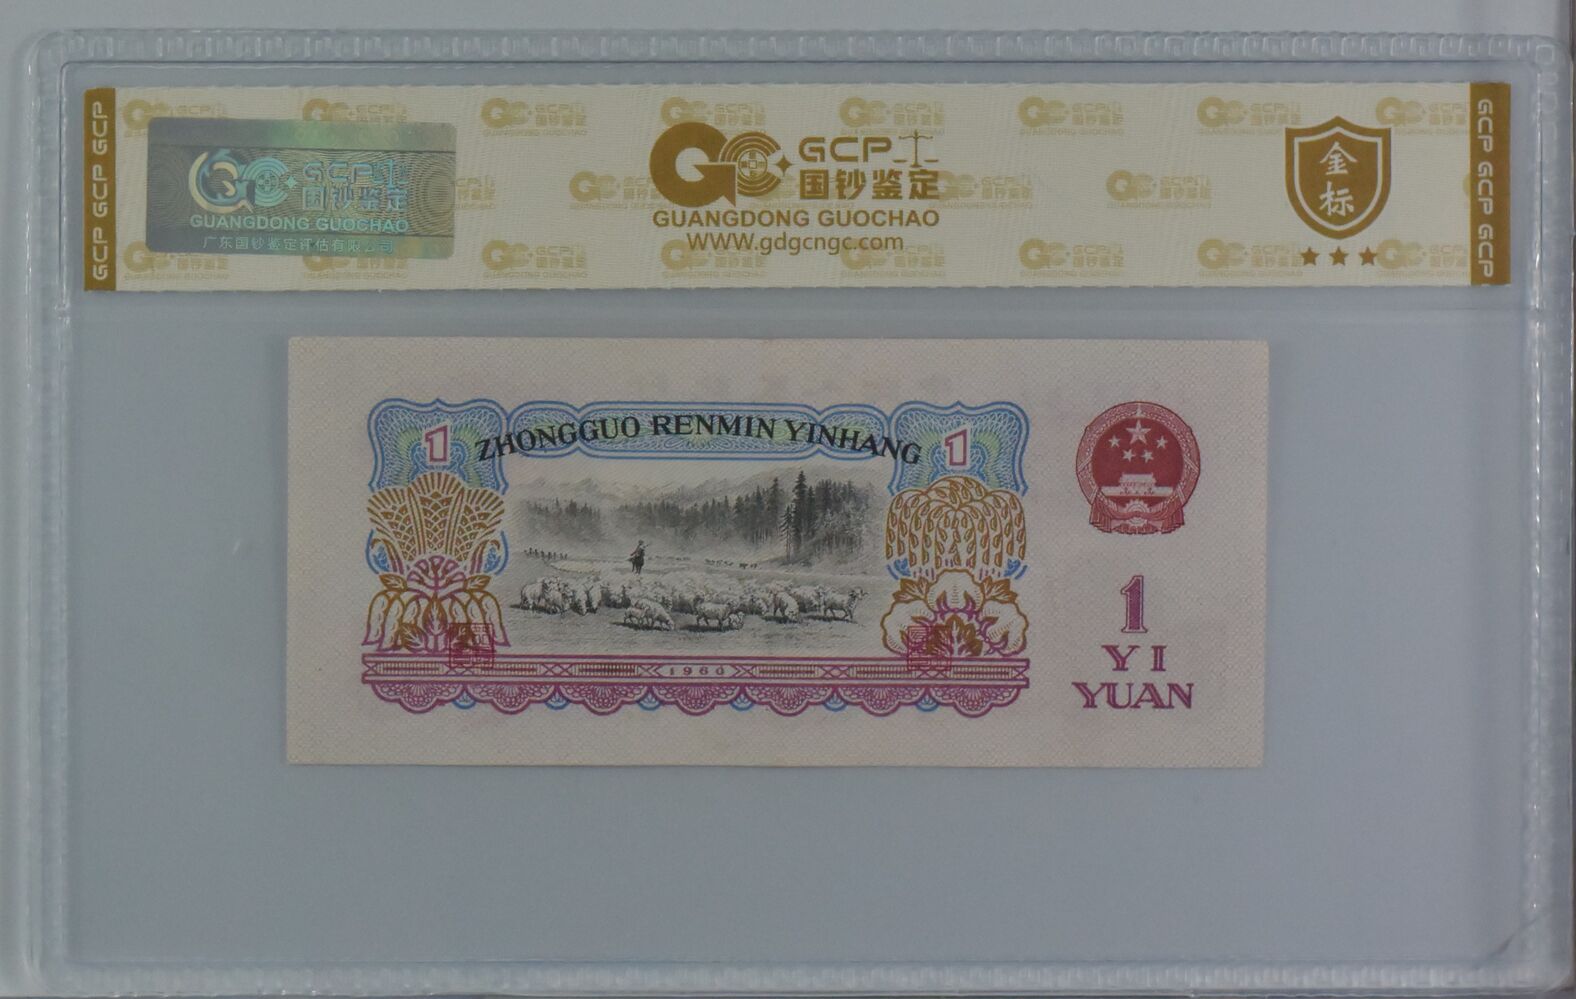 GCP GCP GCP
GCP 国钞鉴定
GUANGDONG GUOCHAO
广东国钞鉴定评估有限公司
GCP
国钞鉴定
GUANGDONG GUOCHAO
WWW.gdgcngc.com
金标
GCP GCP GCP
1
ZHONGGUO RENMIN YINHANG
1
1960
1
YI
YUAN